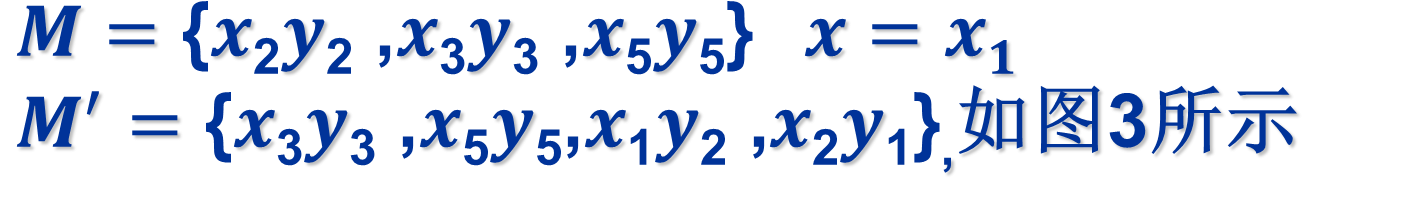 M = {x₂y₂ ,x₃y₃ ,x₅y₅} x = x₁
M′ = {x₃y₃ ,x₅y₅,x₁y₂ ,x₂y₁},如图3所示